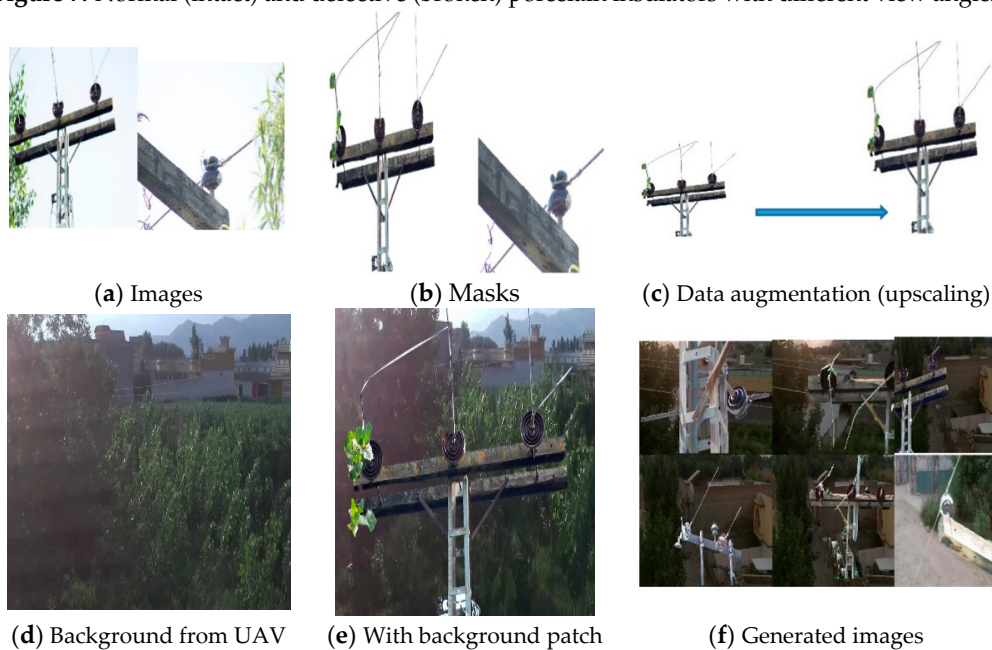 (a) Images
(b) Masks
(c) Data augmentation (upscaling)
(d) Background from UAV
(e) With background patch
(f) Generated images